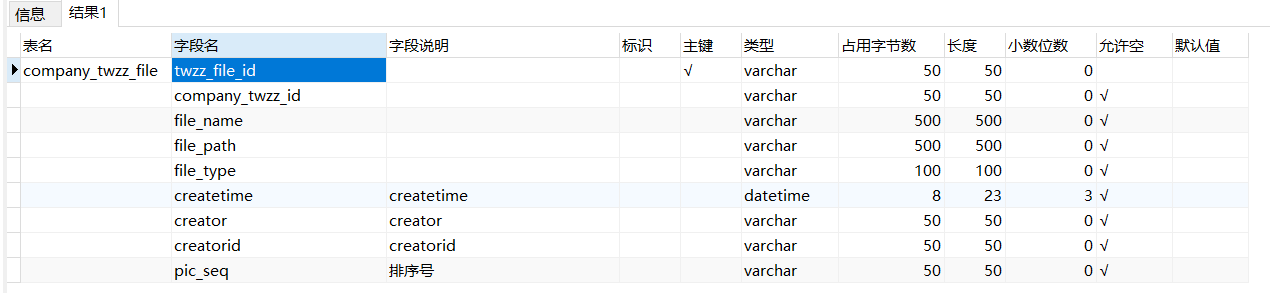 信息 结果1
表名 字段名 字段说明 标识 主键 类型 占用字节数 长度 小数位数 允许空 默认值
company_twzz_file twzz_file_id √ varchar 50 50 0
company_twzz_id varchar 50 50 0 √
file_name varchar 500 500 0 √
file_path varchar 500 500 0 √
file_type varchar 100 100 0 √
createtime createtime datetime 8 23 3 √
creator creator varchar 50 50 0 √
creatorid creatorid varchar 50 50 0 √
pic_seq 排序号 varchar 50 50 0 √